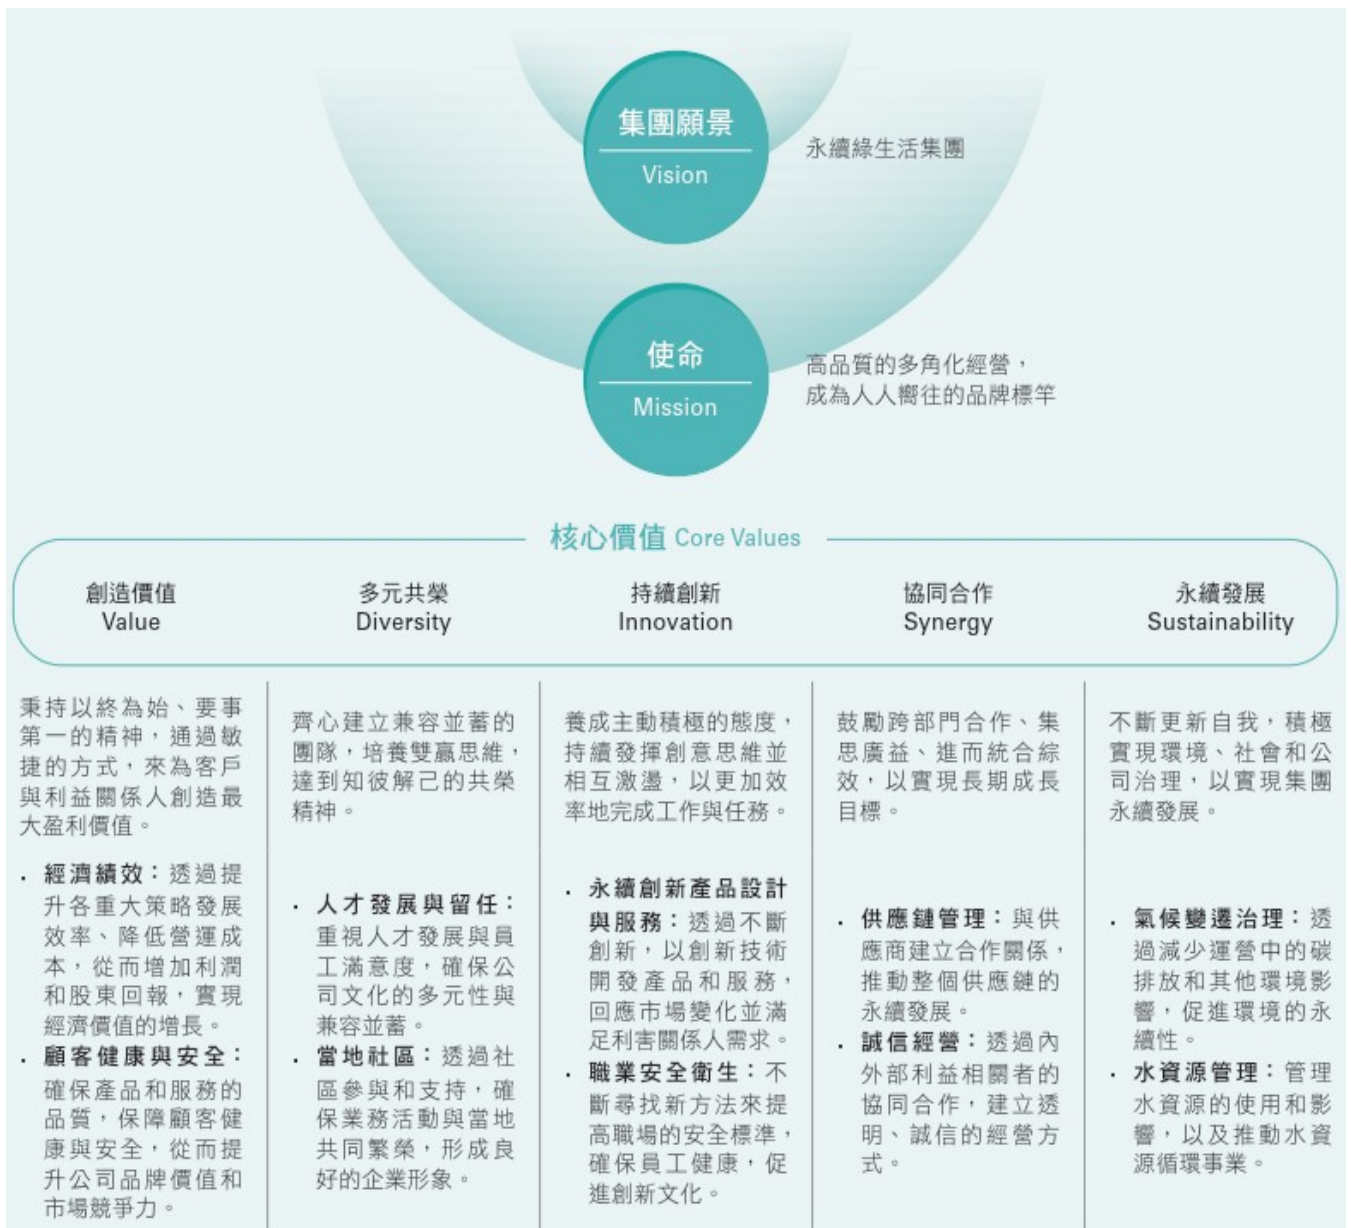 集團願景
Vision
永續綠生活集團
使命
Mission
高品質的多角化經營，
成為人人嚮往的品牌標竿
核心價值 Core Values
創造價值
Value
多元共榮
Diversity
持續創新
Innovation
協同合作
Synergy
永續發展
Sustainability
秉持以終為始、要事
第一的精神，通過敏
捷的方式，來為客戶
與利益關係人創造最
大盈利價值。
• 經濟績效：透過提
升各重大策略發展
效率、降低營運成
本，從而增加利潤
和股東回報，實現
經濟價值的增長。
• 顧客健康與安全：
確保產品和服務的
品質，保障顧客健
康與安全，從而提
升公司品牌價值和
市場競爭力。
齊心建立兼容並蓄的
團隊，培養雙贏思維，
達到知彼解己的共榮
精神。
• 人才發展與留任：
重視人才發展與員
工滿意度，確保公
司文化的多元性與
兼容並蓄。
• 當地社區：透過社
區參與和支持，確
保業務活動與當地
共同繁榮，形成良
好的企業形象。
養成主動積極的態度，
持續發揮創意思維並
相互激盪，以更加效
率地完成工作與任務。
• 永續創新產品設計
與服務：透過不斷
創新，以創新技術
開發產品和服務，
回應市場變化並滿
足利害關係人需求。
• 職業安全衛生：不
斷尋找新方法來提
高職場的安全標準，
確保員工健康，促
進創新文化。
鼓勵跨部門合作、集
思廣益、進而統合綜
效，以實現長期成長
目標。
• 供應鏈管理：與供
應商建立合作關係，
推動整個供應鏈的
永續發展。
• 誠信經營：透過內
外部利益相關者的
協同合作，建立透
明、誠信的經營方
式。
不斷更新自我，積極
實現環境、社會和公
司治理，以實現集團
永續發展。
• 氣候變遷治理：透
過減少運營中的碳
排放和其他環境影
響，促進環境的永
續性。
• 水資源管理：管理
水資源的使用和影
響，以及推動水資
源循環事業。